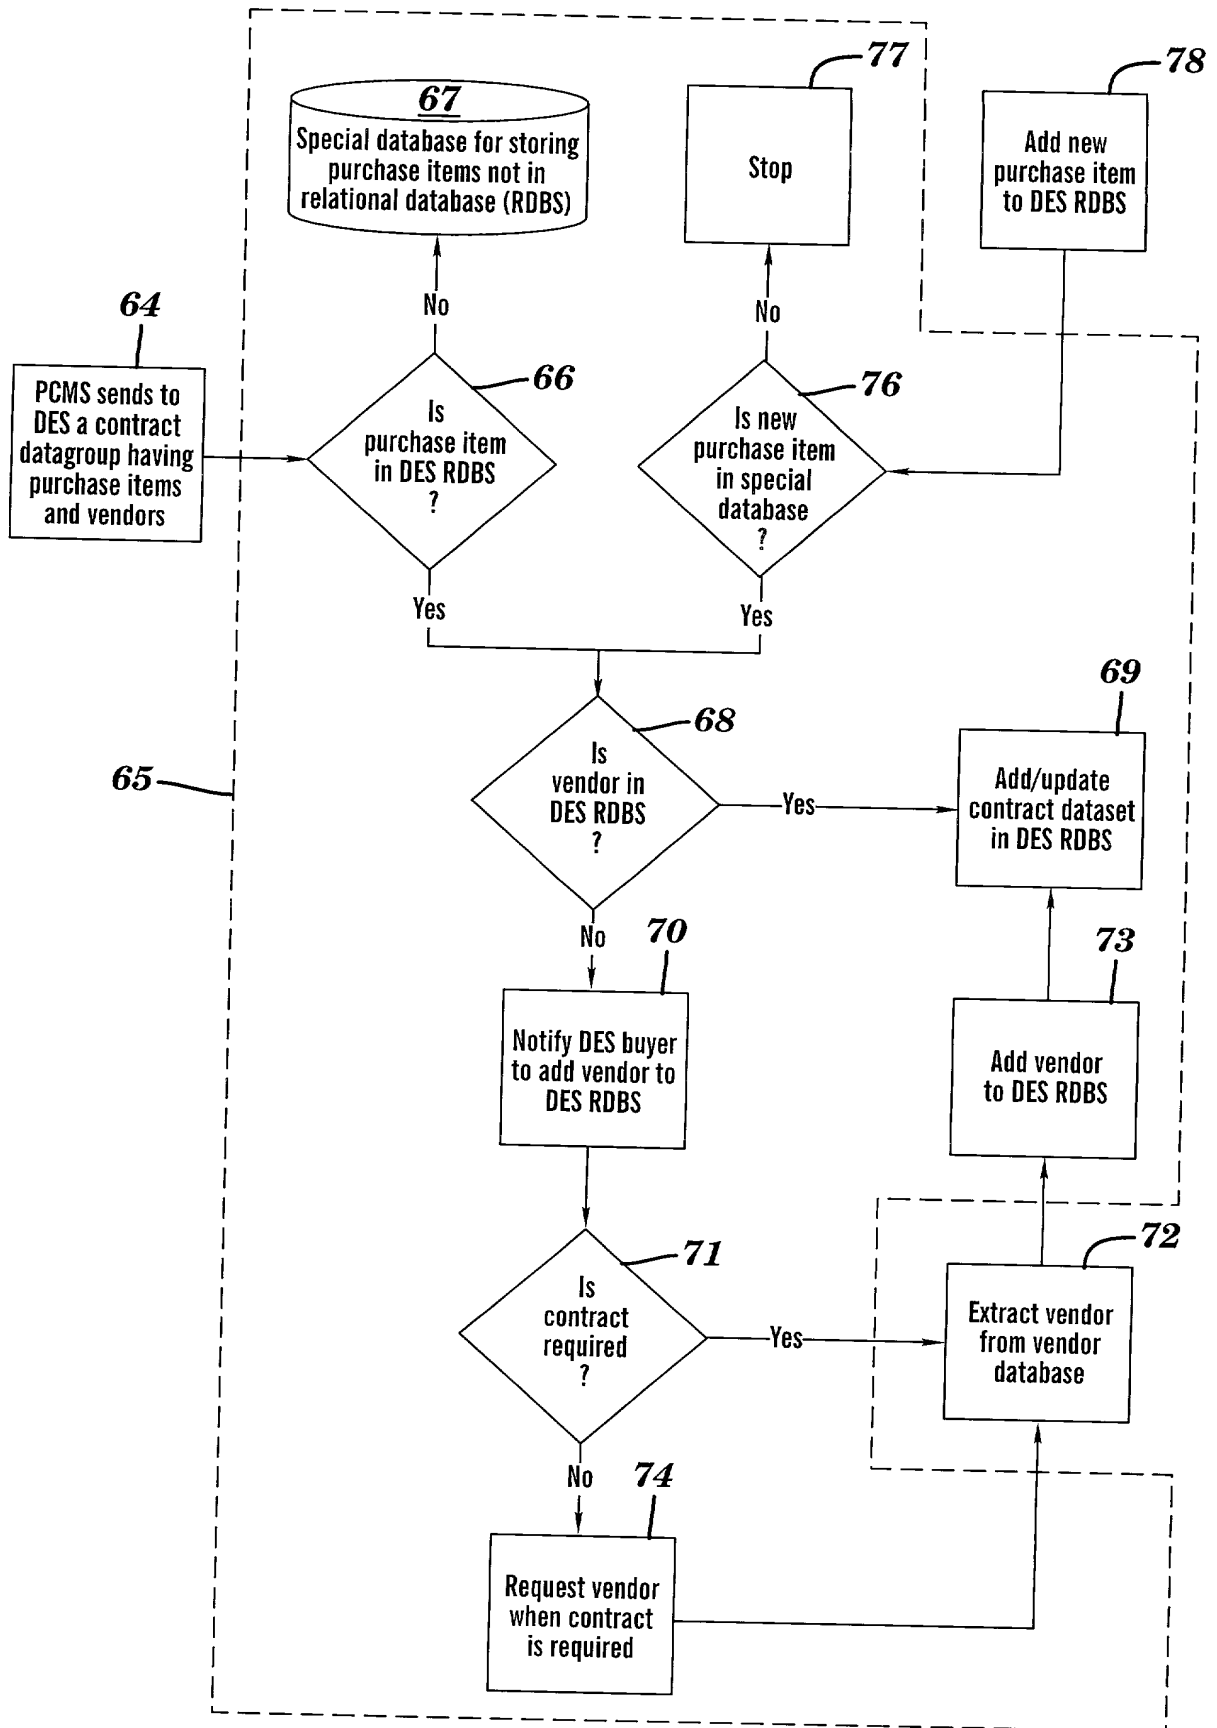 77
78
67
Special database for storing
purchase items not in
relational database (RDBS)
Stop
Add new
purchase item
to DES RDBS
No
No
64
PCMS sends to
DES a contract
datagroup having
purchase items
and vendors
66
Is
purchase item
in DES RDBS
?
76
Is new
purchase item
in special
database
?
Yes
Yes
65
68
Is
vendor in
DES RDBS
?
Yes
69
Add/update
contract dataset
in DES RDBS
No
70
Notify DES buyer
to add vendor to
DES RDBS
73
Add vendor
to DES RDBS
71
Is
contract
required
?
Yes
72
Extract vendor
from vendor
database
No
74
Request vendor
when contract
is required